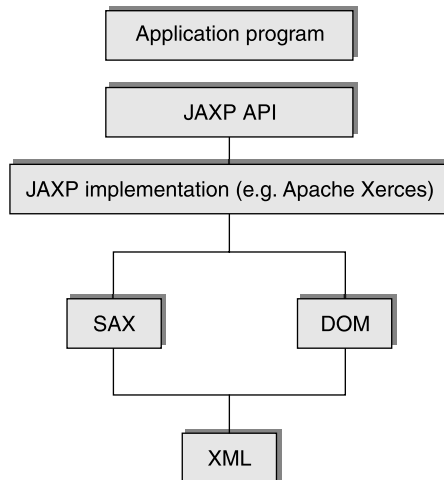 Application program
JAXP API
JAXP implementation (e.g. Apache Xerces)
SAX
DOM
XML